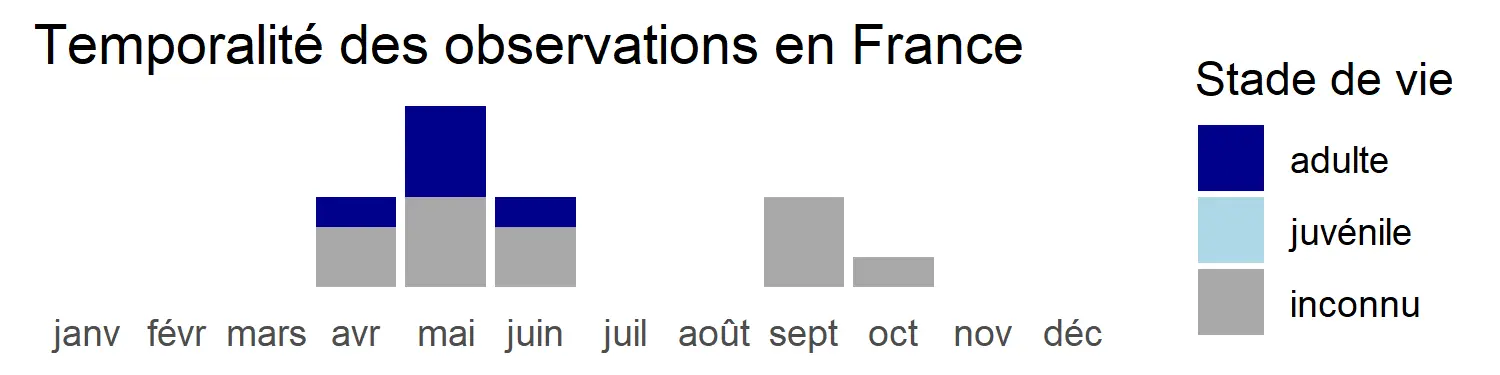 Temporalité des observations en France
janv févr mars avr mai juin juil août sept oct nov déc
Stade de vie
adulte
juvénile
inconnu